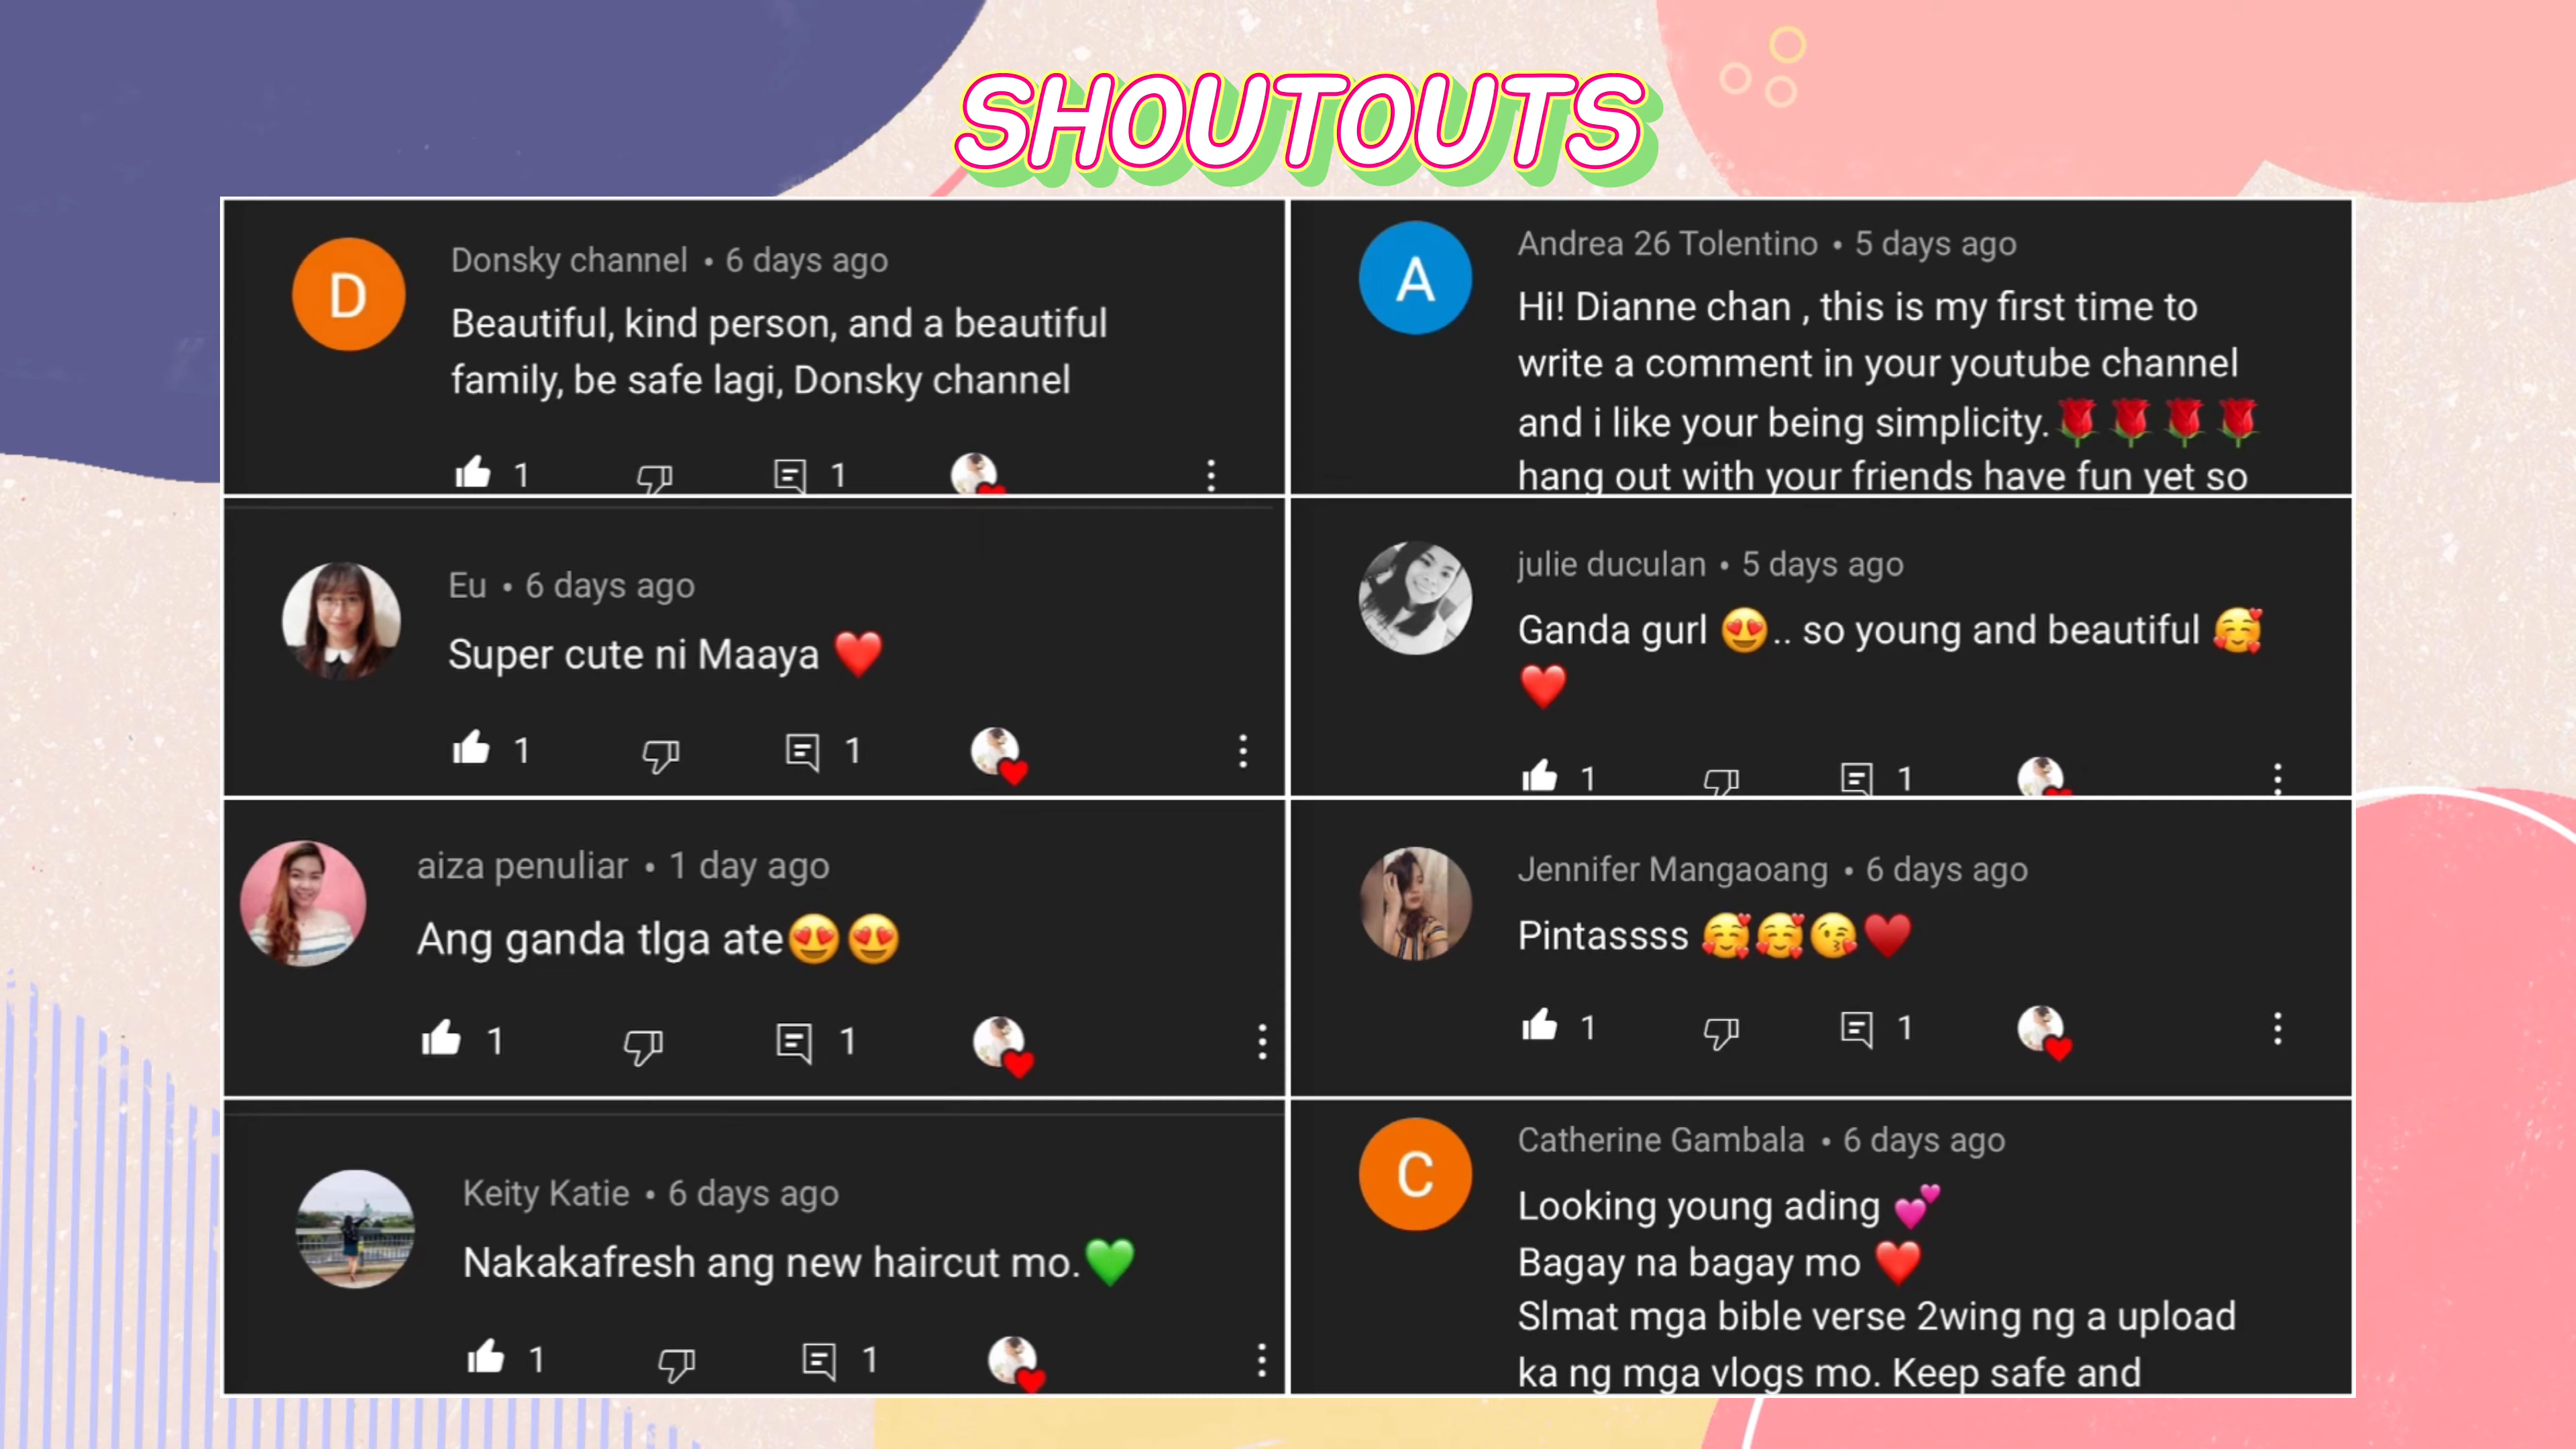 SHOUTOUTS
D
Donsky channel • 6 days ago
Beautiful, kind person, and a beautiful
family, be safe lagi, Donsky channel
1 1
A
Andrea 26 Tolentino • 5 days ago
Hi! Dianne chan , this is my first time to
write a comment in your youtube channel
and i like your being simplicity.🌹🌹🌹🌹
hang out with your friends have fun yet so
Eu • 6 days ago
Super cute ni Maaya ❤️
1 1
julie duculan • 5 days ago
Ganda gurl 😍.. so young and beautiful 🥰
❤️
1 1
aiza penuliar • 1 day ago
Ang ganda tlga ate😍😍
1 1
Jennifer Mangaoang • 6 days ago
Pintassss 🥰🥰😘♥️
1 1
Keity Katie • 6 days ago
Nakakafresh ang new haircut mo.💚
1 1
C
Catherine Gambala • 6 days ago
Looking young ading 💕
Bagay na bagay mo ❤️
Slmat mga bible verse 2wing ng a upload
ka ng mga vlogs mo. Keep safe and